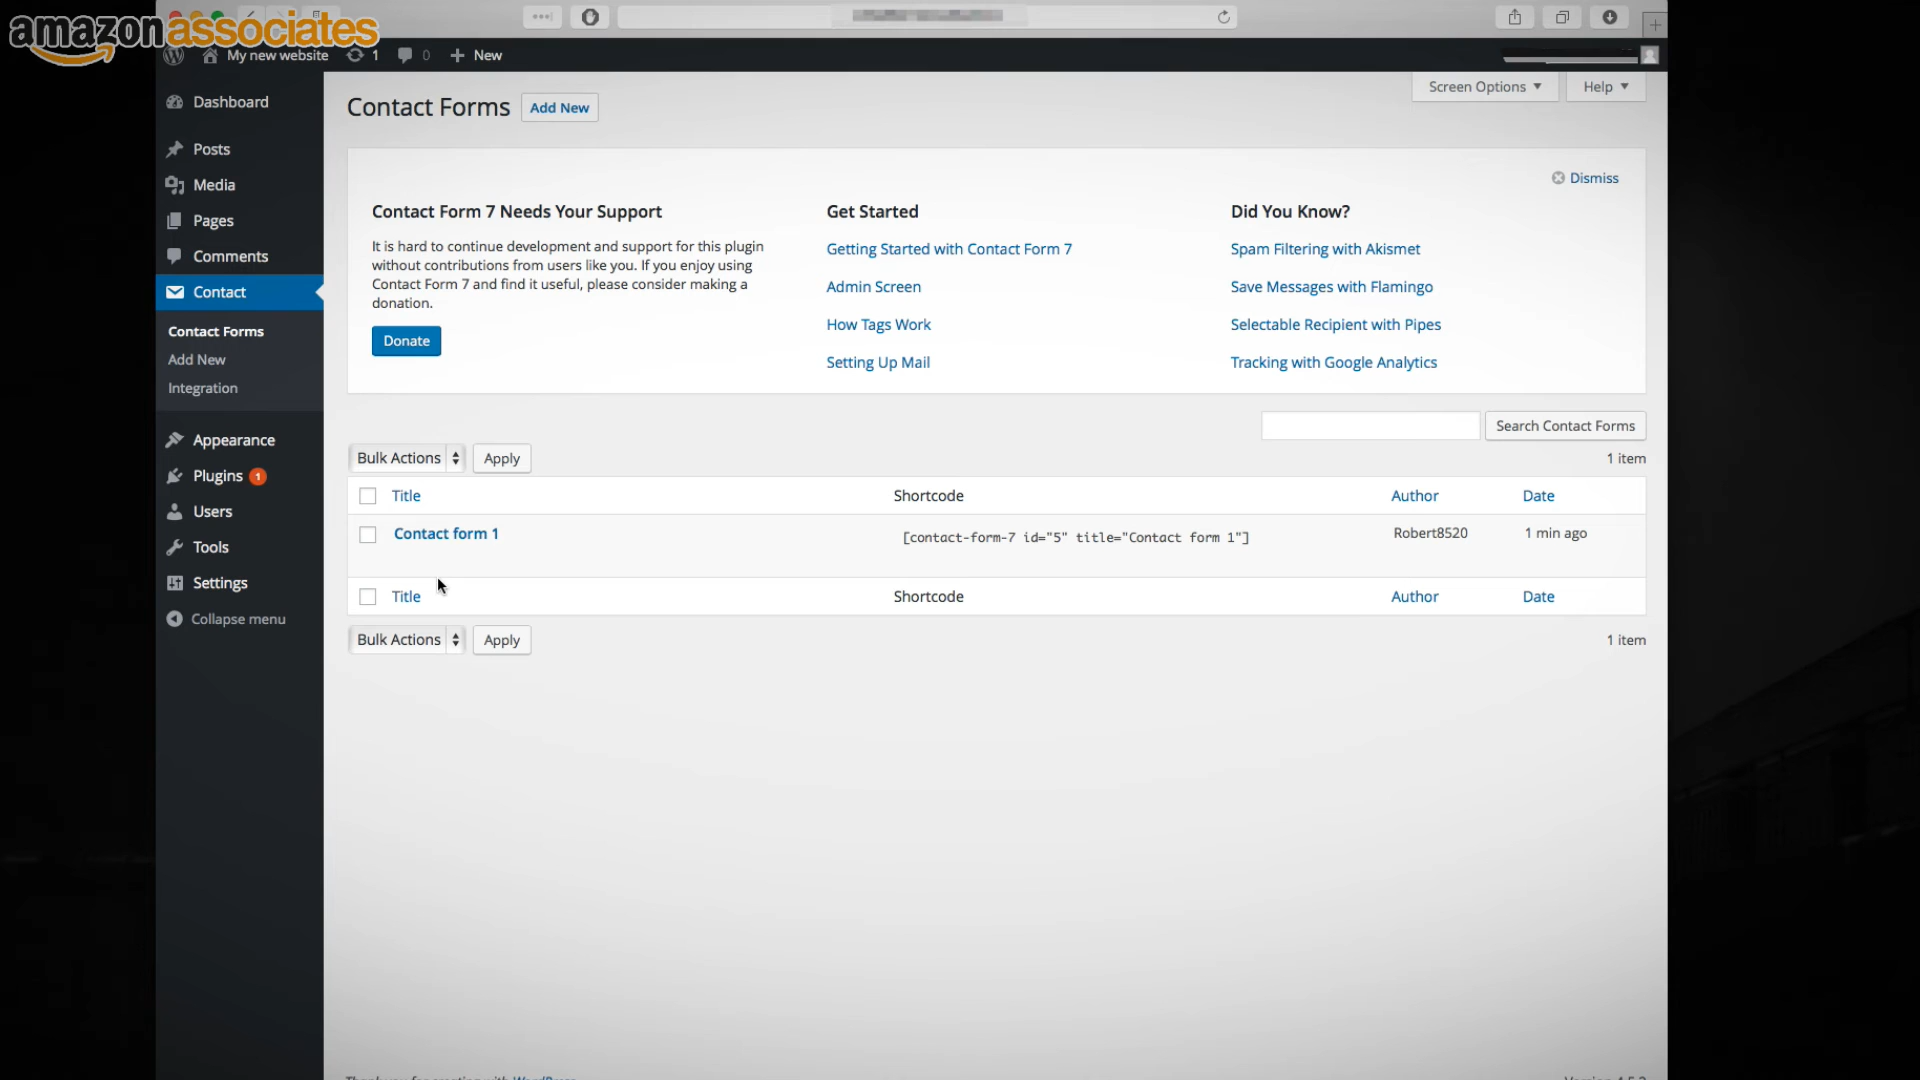 amazonassociates
My new website
1
0
New
Screen Options
Help
Dashboard
Posts
Media
Pages
Comments
Contact
Contact Forms
Add New
Integration
Appearance
Plugins 1
Users
Tools
Settings
Collapse menu
Contact Forms
Add New
Dismiss
Contact Form 7 Needs Your Support
It is hard to continue development and support for this plugin
without contributions from users like you. If you enjoy using
Contact Form 7 and find it useful, please consider making a
donation.
Donate
Get Started
Getting Started with Contact Form 7
Admin Screen
How Tags Work
Setting Up Mail
Did You Know?
Spam Filtering with Akismet
Save Messages with Flamingo
Selectable Recipient with Pipes
Tracking with Google Analytics
Search Contact Forms
Bulk Actions
Apply
1 item
Title
Shortcode
Author
Date
Contact form 1
[contact-form-7 id="5" title="Contact form 1"]
Robert8520
1 min ago
Title
Shortcode
Author
Date
Bulk Actions
Apply
1 item